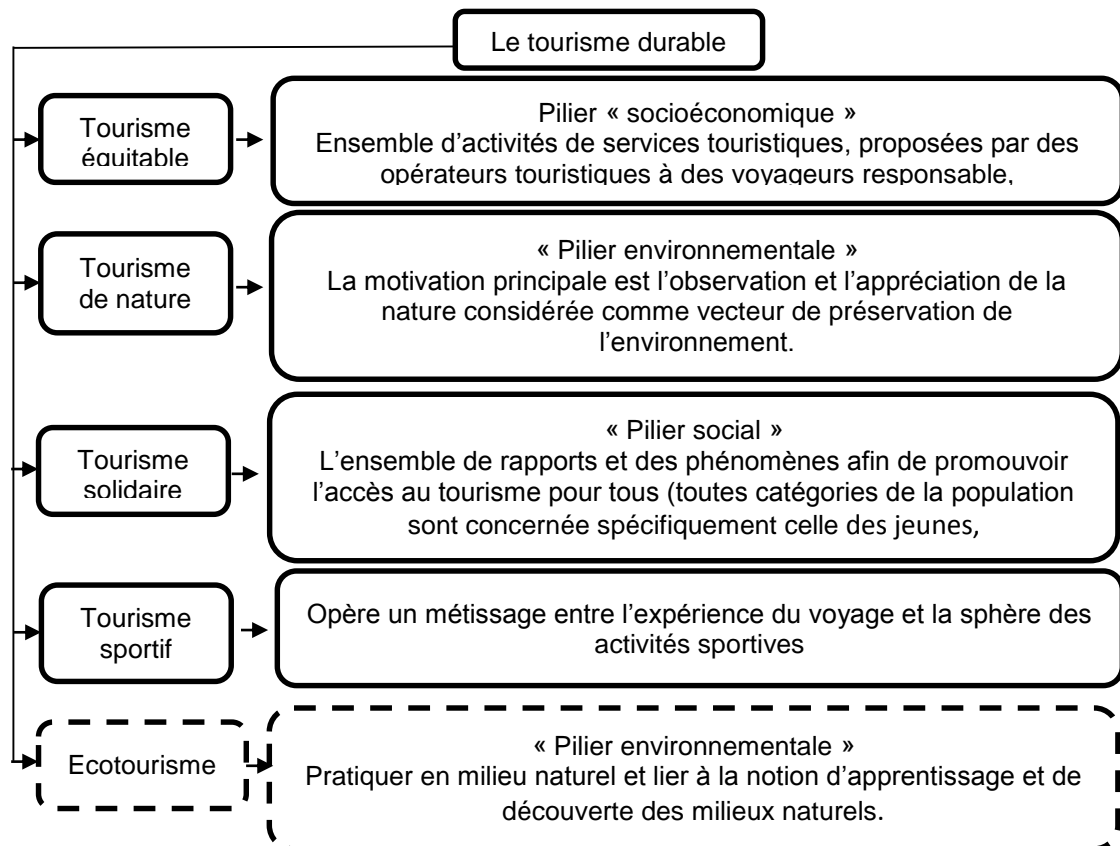 Le tourisme durable
Tourisme
équitable
Pilier « socioéconomique »
Ensemble d’activités de services touristiques, proposées par des
opérateurs touristiques à des voyageurs responsable,
Tourisme
de nature
« Pilier environnementale »
La motivation principale est l’observation et l’appréciation de la
nature considérée comme vecteur de préservation de
l’environnement.
Tourisme
solidaire
« Pilier social »
L’ensemble de rapports et des phénomènes afin de promouvoir
l’accès au tourisme pour tous (toutes catégories de la population
sont concernée spécifiquement celle des jeunes,
Tourisme
sportif
Opère un métissage entre l’expérience du voyage et la sphère des
activités sportives
Ecotourisme
« Pilier environnementale »
Pratiquer en milieu naturel et lier à la notion d’apprentissage et de
découverte des milieux naturels.